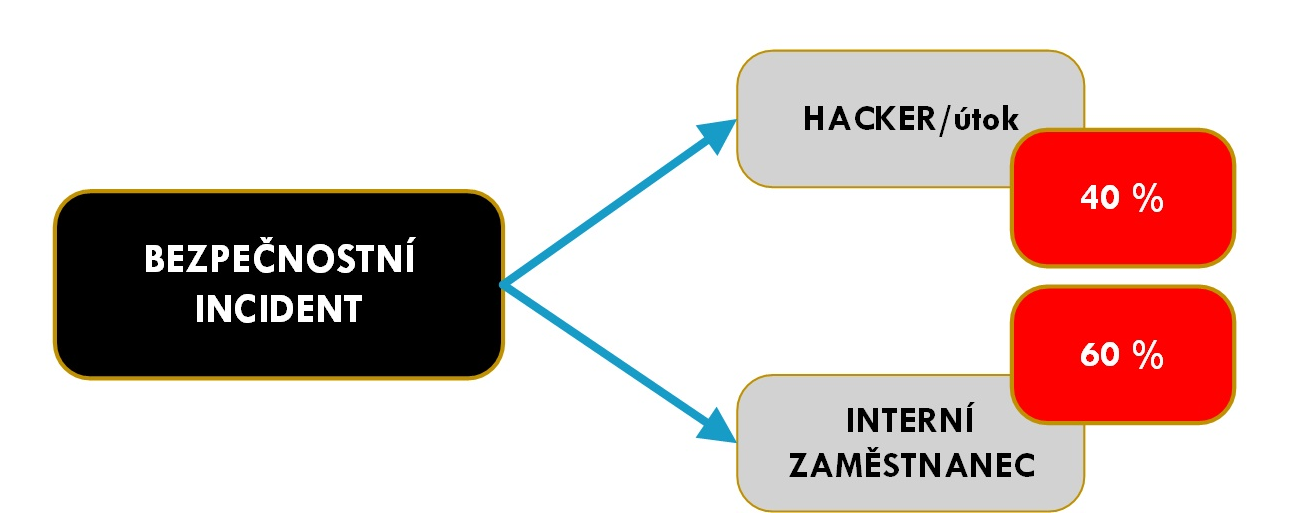 BEZPEČNOSTNÍ
INCIDENT
HACKER/útok
40 %
60 %
INTERNÍ
ZAMĚSTNANEC